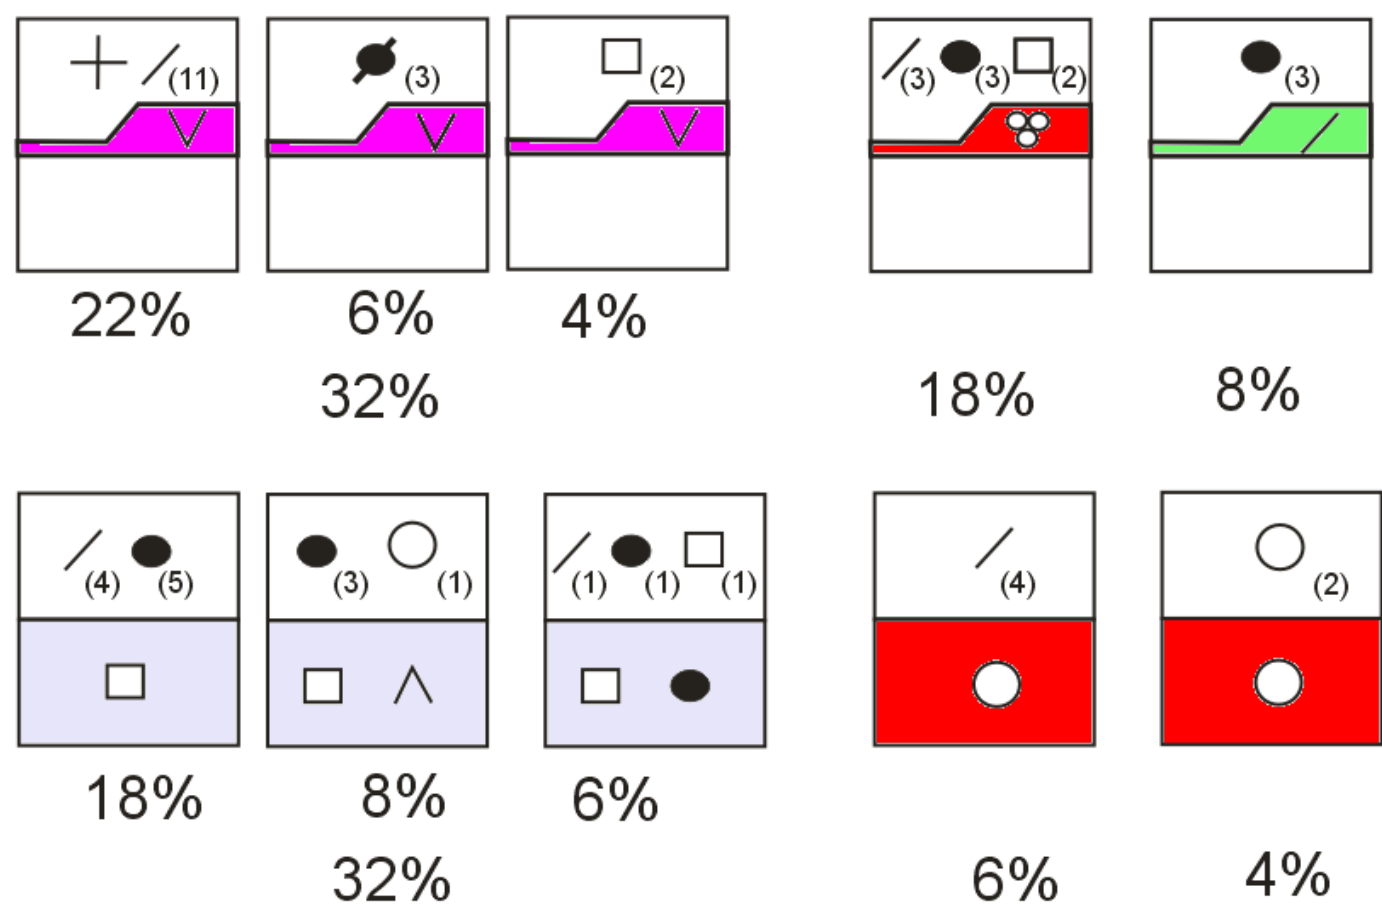 (11) (3) (2) (3) (3) (2) (3)
22% 6% 4%
32% 18% 8%
(4) (5) (3) (1) (1) (1) (1) (4) (2)
18% 8% 6%
32% 6% 4%